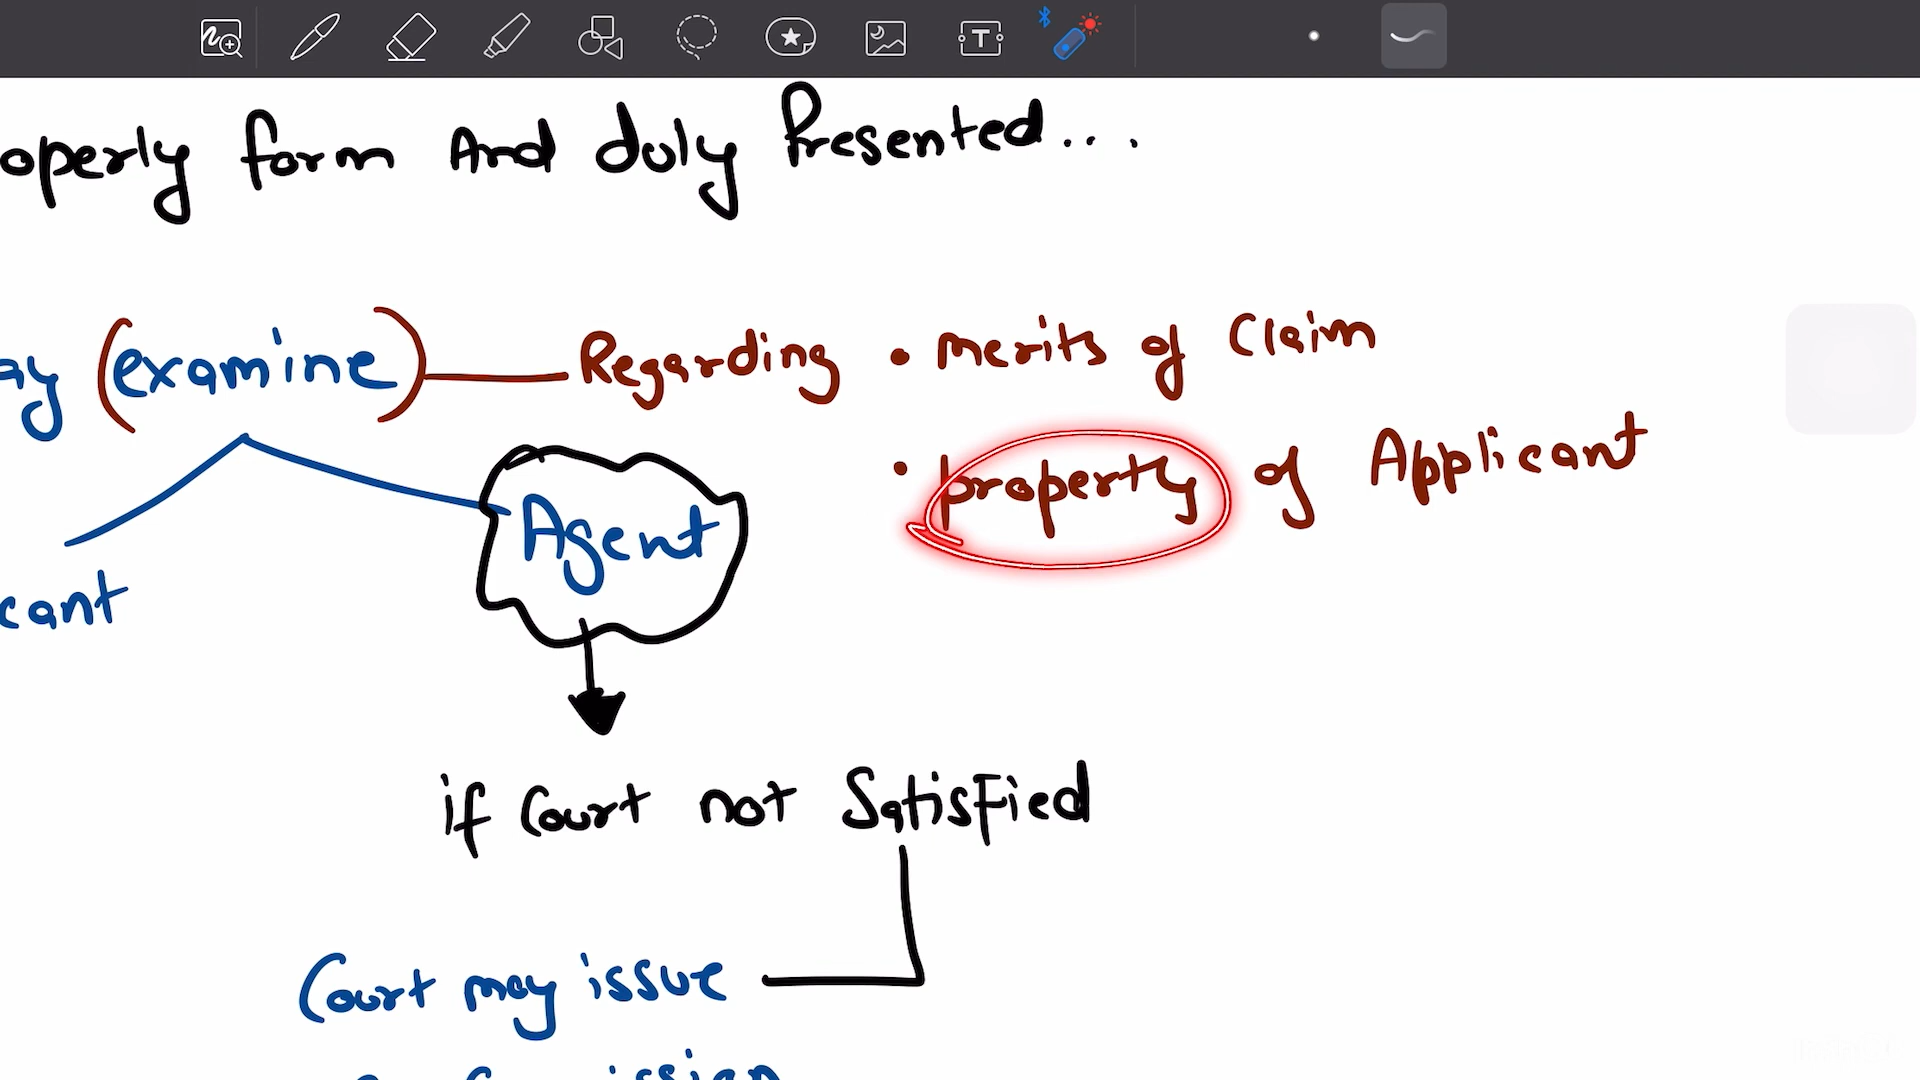 operly form And duly Presented...
ay (examine) Regarding • merits of Claim
• property of Applicant
Agent
cant
if Court not Satisfied
Court may issue